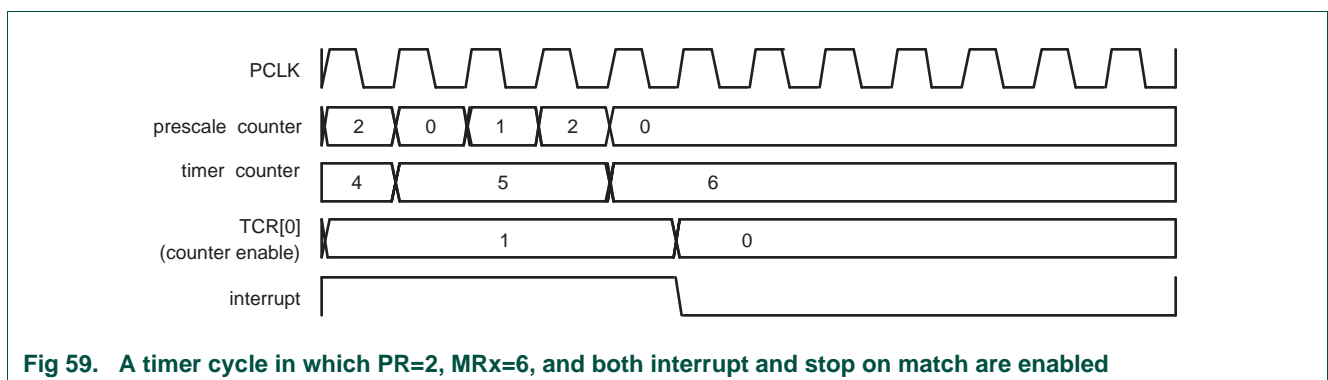 PCLK
prescale counter
2 0 1 2 0
timer counter
4 5 6
TCR[0]
(counter enable)
1 0
interrupt
Fig 59. A timer cycle in which PR=2, MRx=6, and both interrupt and stop on match are enabled